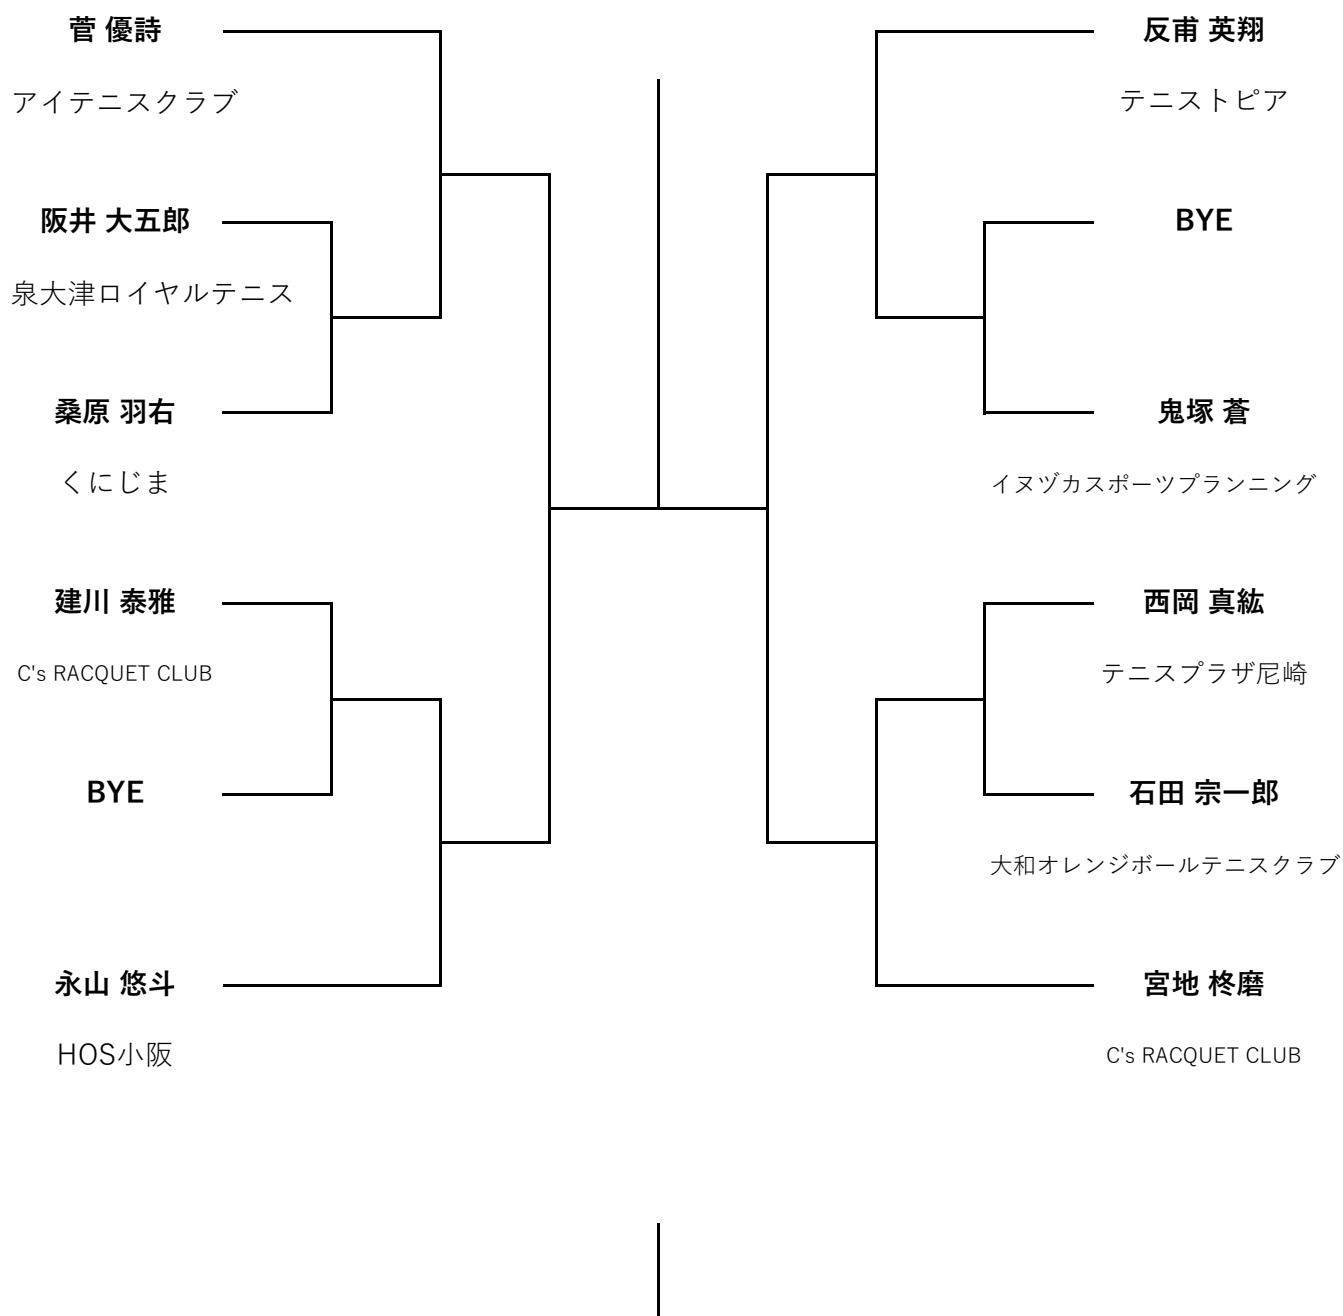 菅 優詩
アイテニスクラブ
阪井 大五郎
泉大津ロイヤルテニス
桑原 羽右
くにじま
建川 泰雅
C's RACQUET CLUB
BYE
永山 悠斗
HOS小阪
反甫 英翔
テニストピア
BYE
鬼塚 蒼
イヌヅカスポーツプランニング
西岡 真紘
テニスプラザ尼崎
石田 宗一郎
大和オレンジボールテニスクラブ
宮地 柊磨
C's RACQUET CLUB